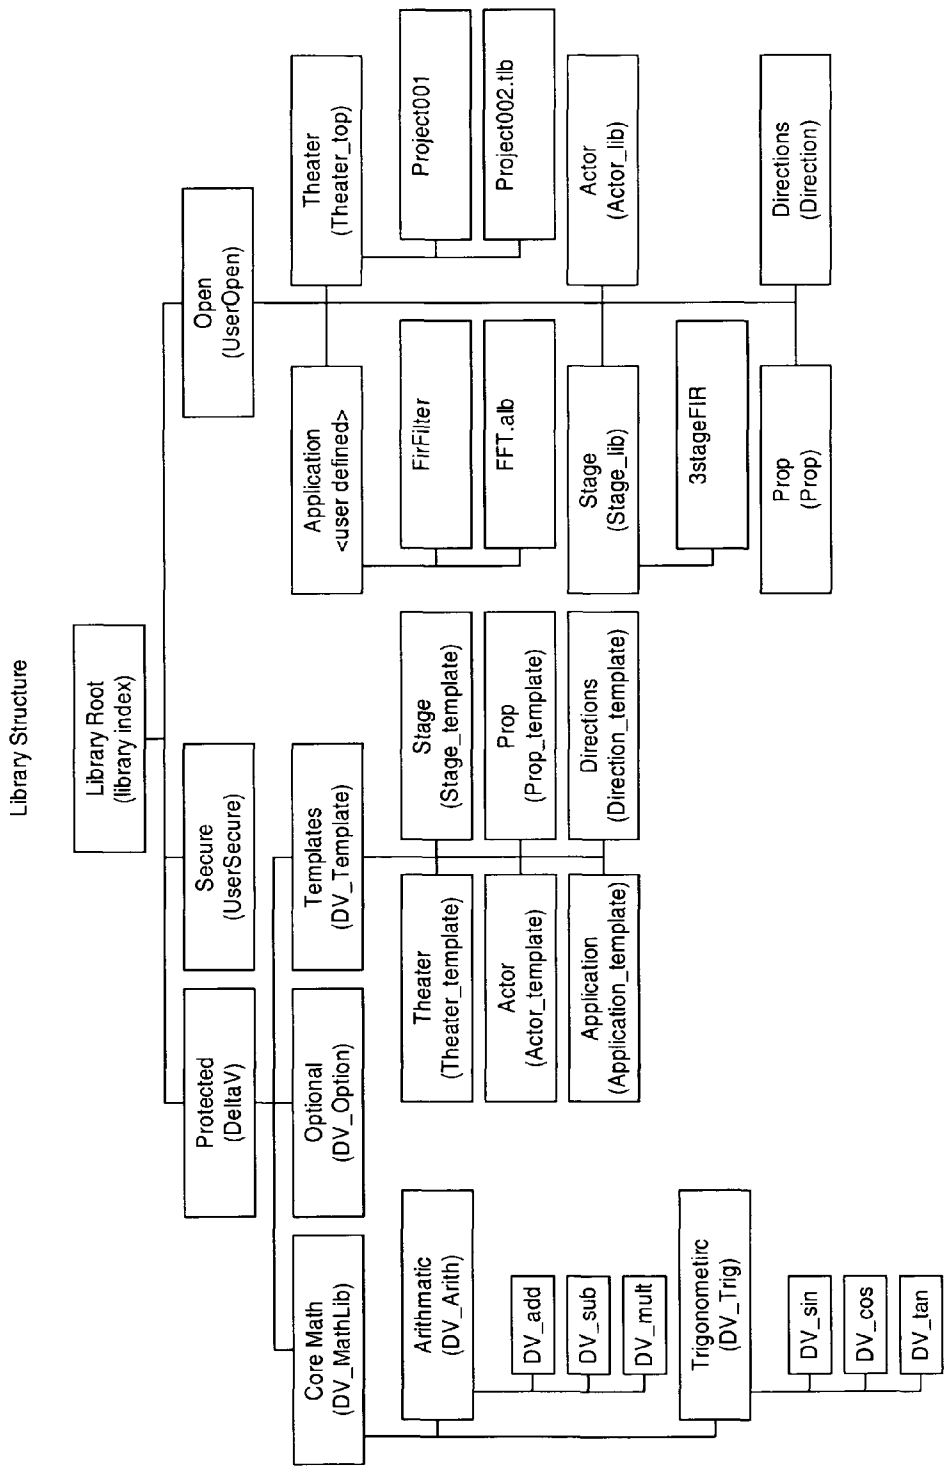 Library Structure
Library Root
(library index)
Protected
(DeltaV)
Secure
(UserSecure)
Open
(UserOpen)
Core Math
(DV_MathLib)
Optional
(DV_Option)
Templates
(DV_Template)
Application
<user defined>
Theater
(Theater_top)
Arithmatic
(DV_Arith)
Theater
(Theater_template)
Stage
(Stage_template)
FirFilter
Project001
DV_add
Actor
(Actor_template)
Prop
(Prop_template)
FFT.alb
Project002.tlb
DV_sub
Application
(Application_template)
Directions
(Direction_template)
Stage
(Stage_lib)
Actor
(Actor_lib)
DV_mult
Trigonometirc
(DV_Trig)
3stageFIR
DV_sin
Prop
(Prop)
Directions
(Direction)
DV_cos
DV_tan